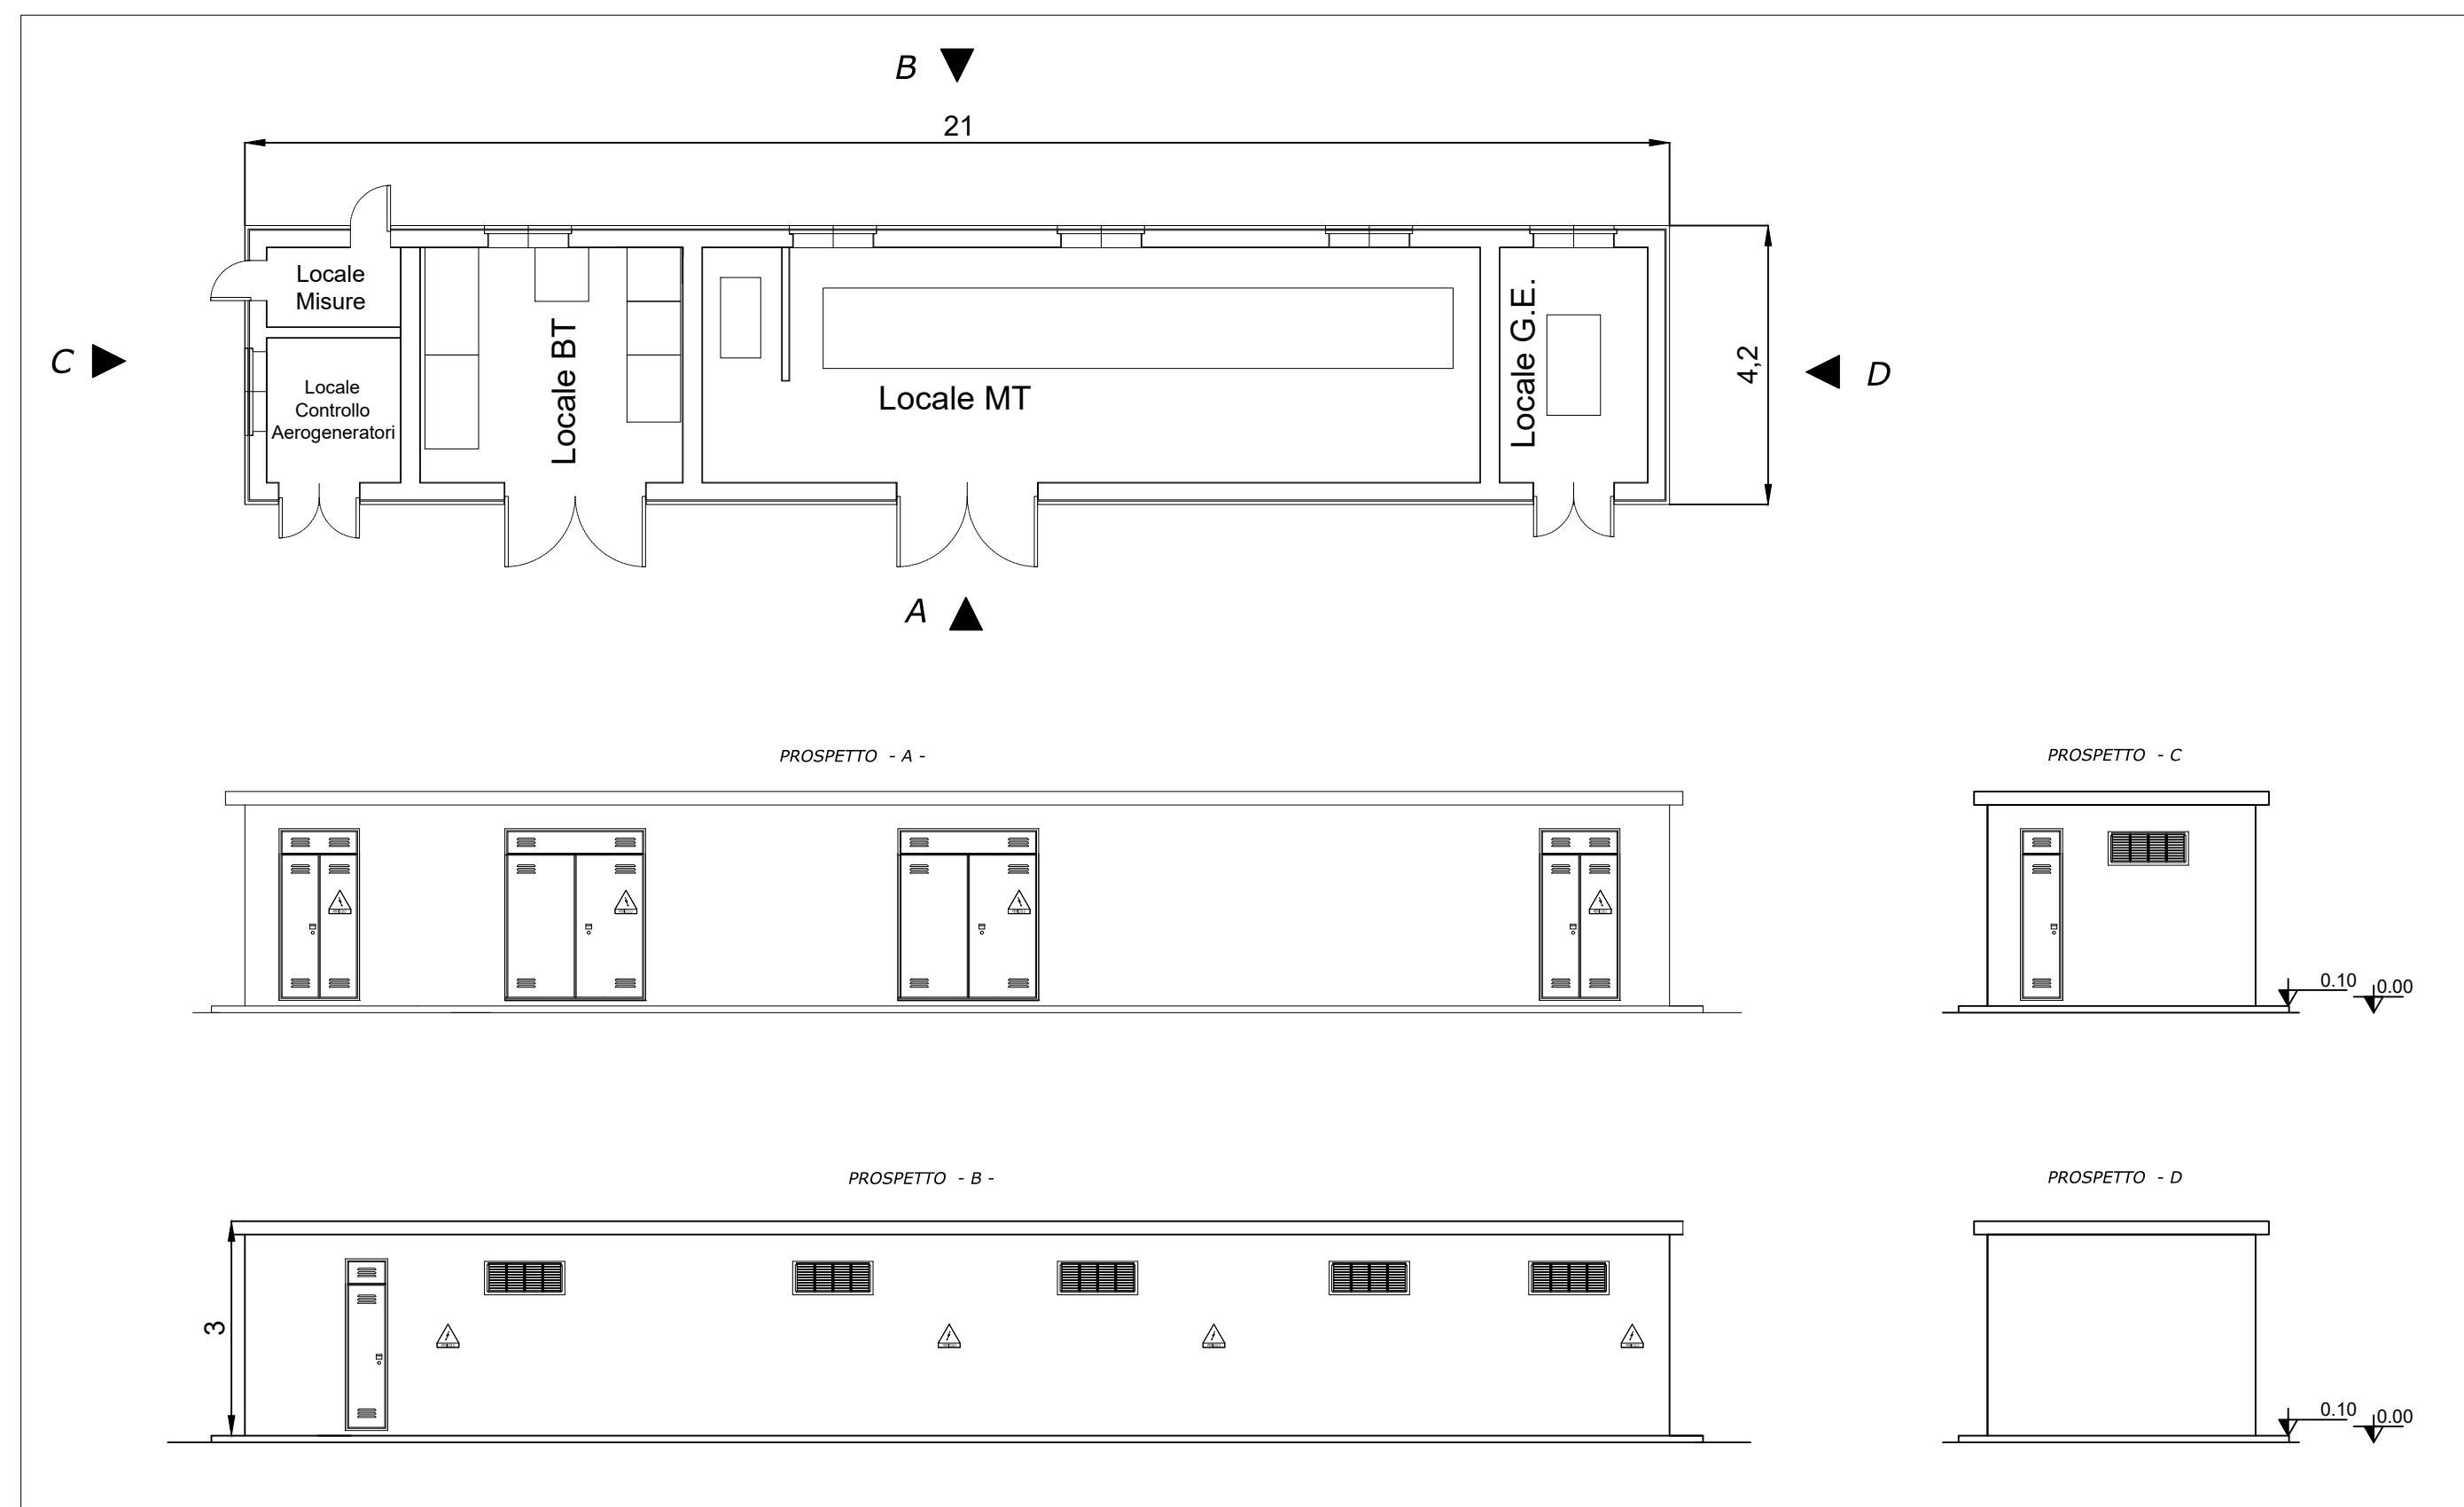 B
21
Locale
Misure
C
Locale
Controllo
Aerogeneratori
Locale BT
Locale MT
Locale G.E.
4,2
D
A
PROSPETTO - A -
PROSPETTO - C
0.10
0.00
PROSPETTO - B -
PROSPETTO - D
3
0.10
0.00